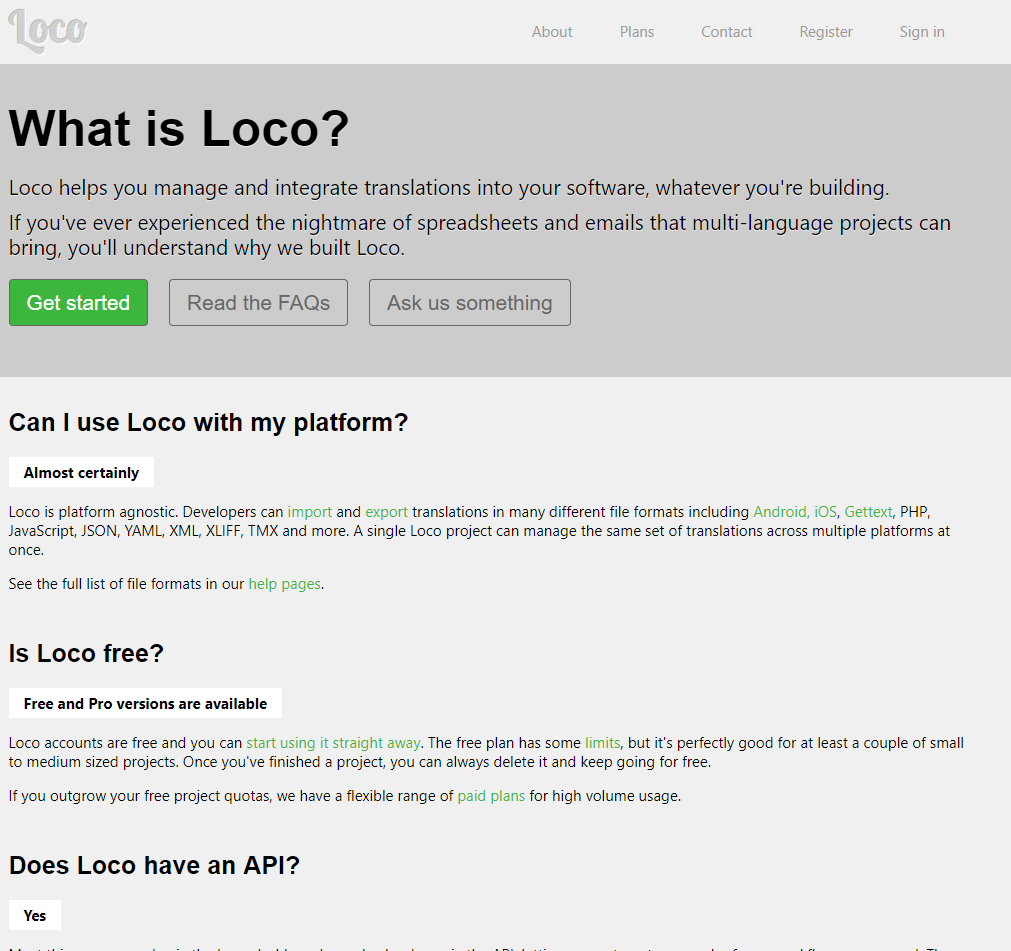 Loco
About Plans Contact Register Sign in
What is Loco?
Loco helps you manage and integrate translations into your software, whatever you're building.
If you've ever experienced the nightmare of spreadsheets and emails that multi-language projects can
bring, you'll understand why we built Loco.
Get started Read the FAQs Ask us something
Can I use Loco with my platform?
Almost certainly
Loco is platform agnostic. Developers can import and export translations in many different file formats including Android, iOS, Gettext, PHP,
JavaScript, JSON, YAML, XML, XLIFF, TMX and more. A single Loco project can manage the same set of translations across multiple platforms at
once.
See the full list of file formats in our help pages.
Is Loco free?
Free and Pro versions are available
Loco accounts are free and you can start using it straight away. The free plan has some limits, but it's perfectly good for at least a couple of small
to medium sized projects. Once you've finished a project, you can always delete it and keep going for free.
If you outgrow your free project quotas, we have a flexible range of paid plans for high volume usage.
Does Loco have an API?
Yes